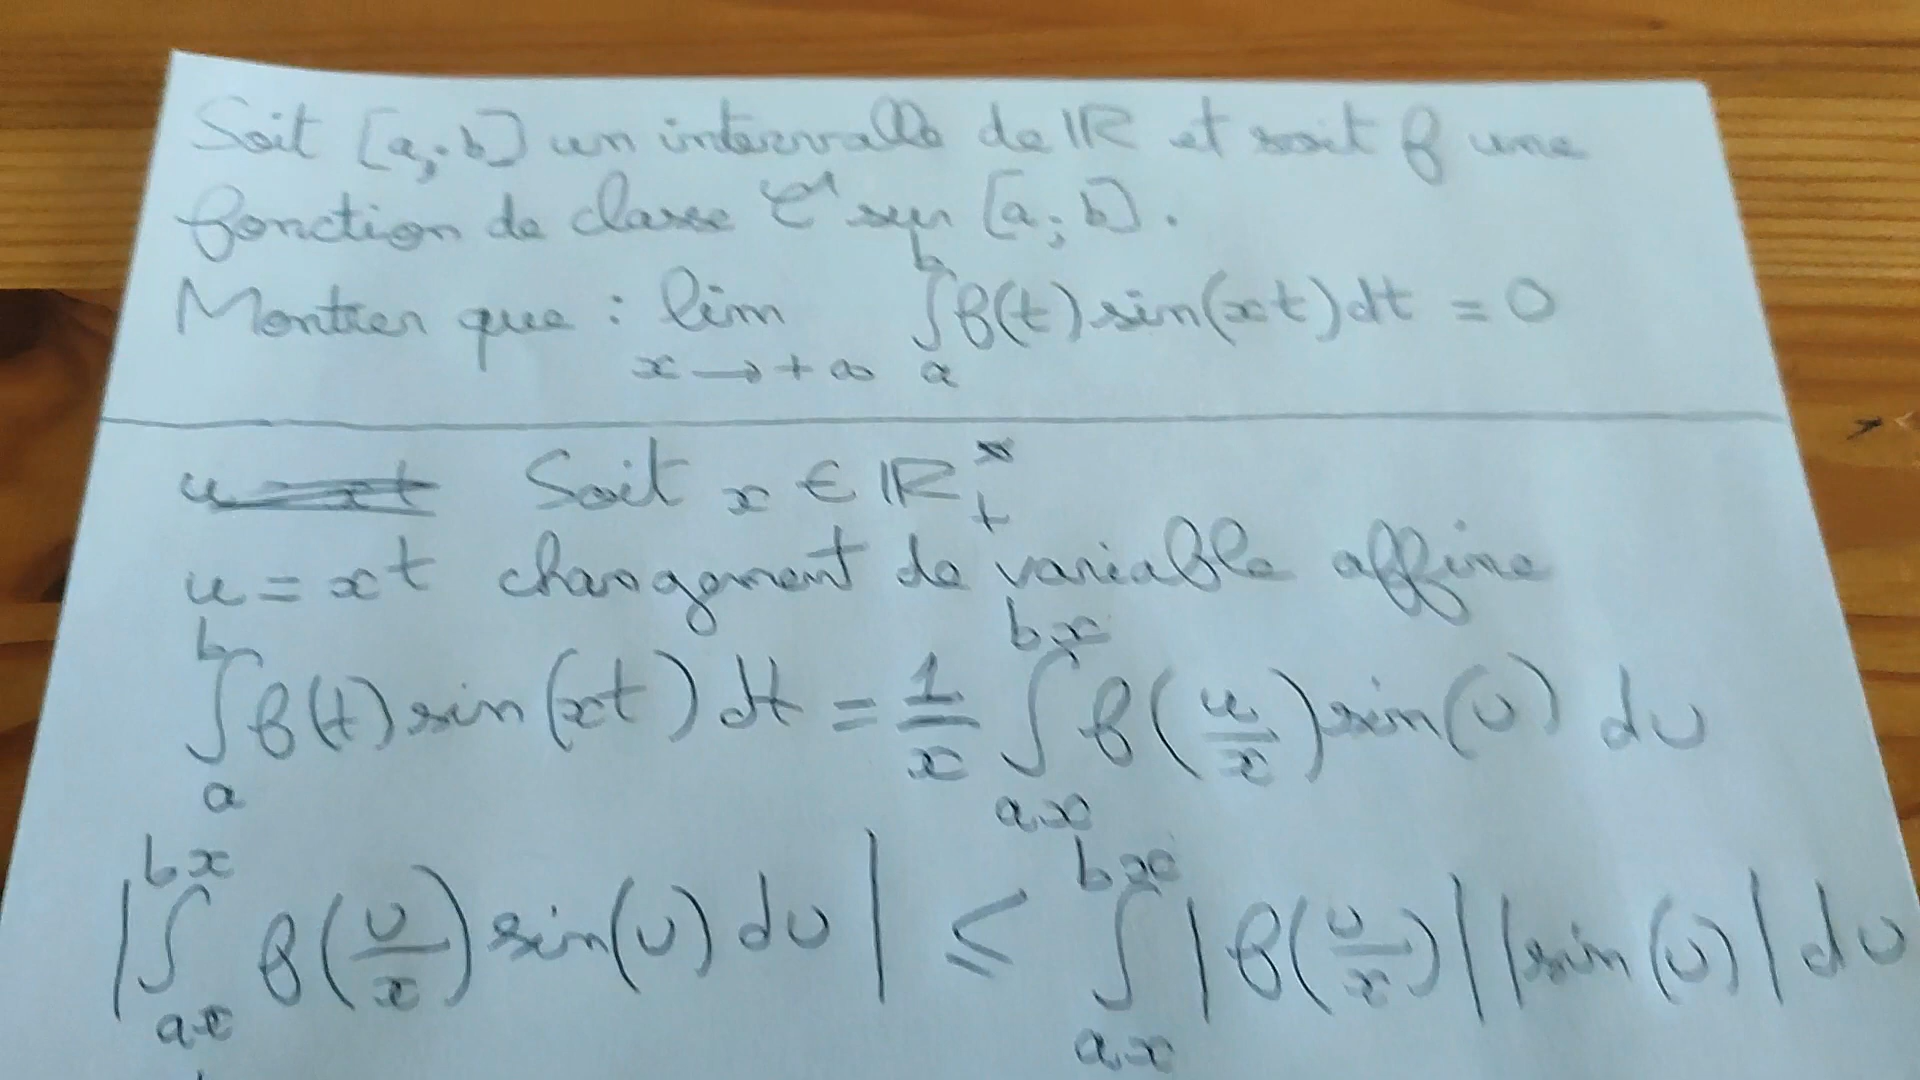 Soit [a; b] un intervalle de ℝ et soit f une
fonction de classe C¹ sur [a; b].
Montrer que : lim_{x → +∞} ∫_a^b f(t) sin(xt) dt = 0
u = xt Soit x ∈ ℝ₊*
u = xt changement de variable affine
∫_a^b f(t) sin(xt) dt = 1/x ∫_{ax}^{bx} f(u/x) sin(u) du
|∫_{ax}^{bx} f(u/x) sin(u) du| ≤ ∫_{ax}^{bx} |f(u/x)| |sin(u)| du